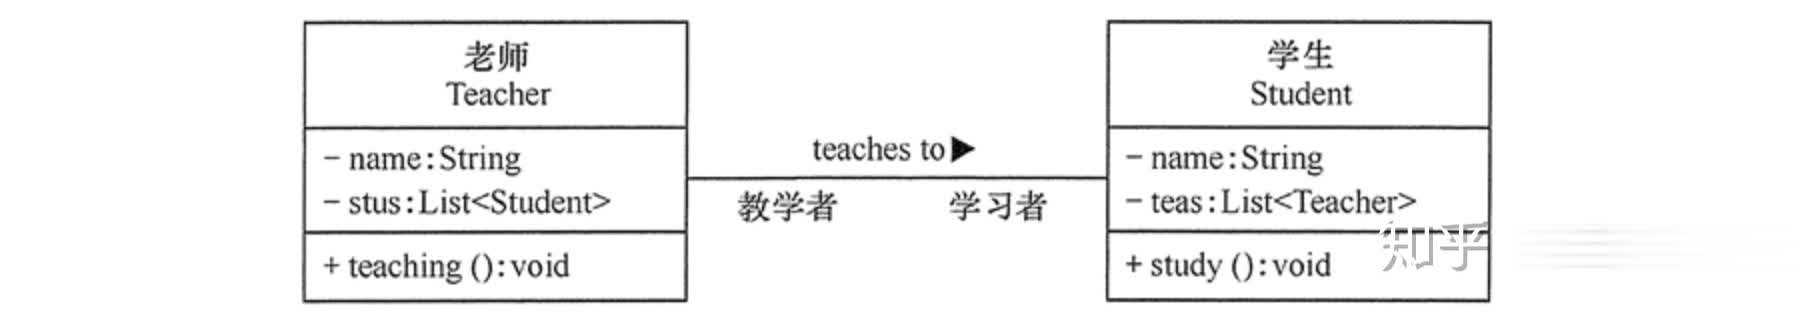 老师
Teacher
- name:String
- stus:List<Student>
+ teaching():void
teaches to▶
教学者
学习者
学生
Student
- name:String
- teas:List<Teacher>
+ study():void
知乎